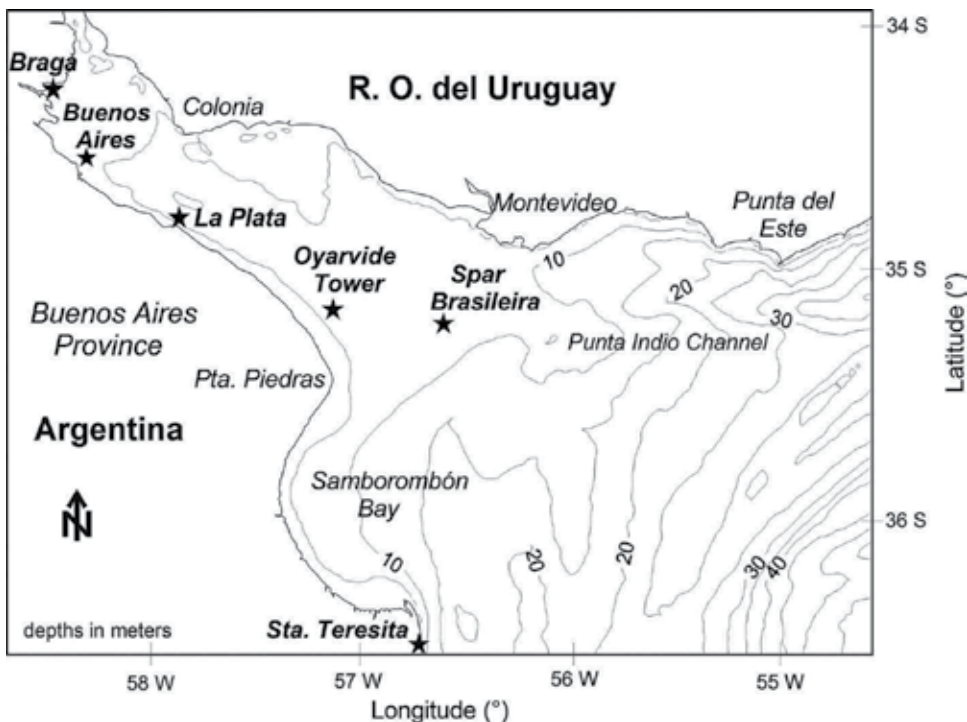 34 S
Braga
R. O. del Uruguay
Buenos
Aires
Colonia
Montevideo
Punta del
Este
La Plata
Oyarvide
Tower
Spar
Brasileira
10
20
30
35 S
Latitude (°)
Buenos Aires
Province
Punta Indio Channel
Pta. Piedras
Argentina
Samborombón
Bay
N
36 S
10
20
20
30
40
depths in meters
Sta. Teresita
58 W
57 W
56 W
55 W
Longitude (°)